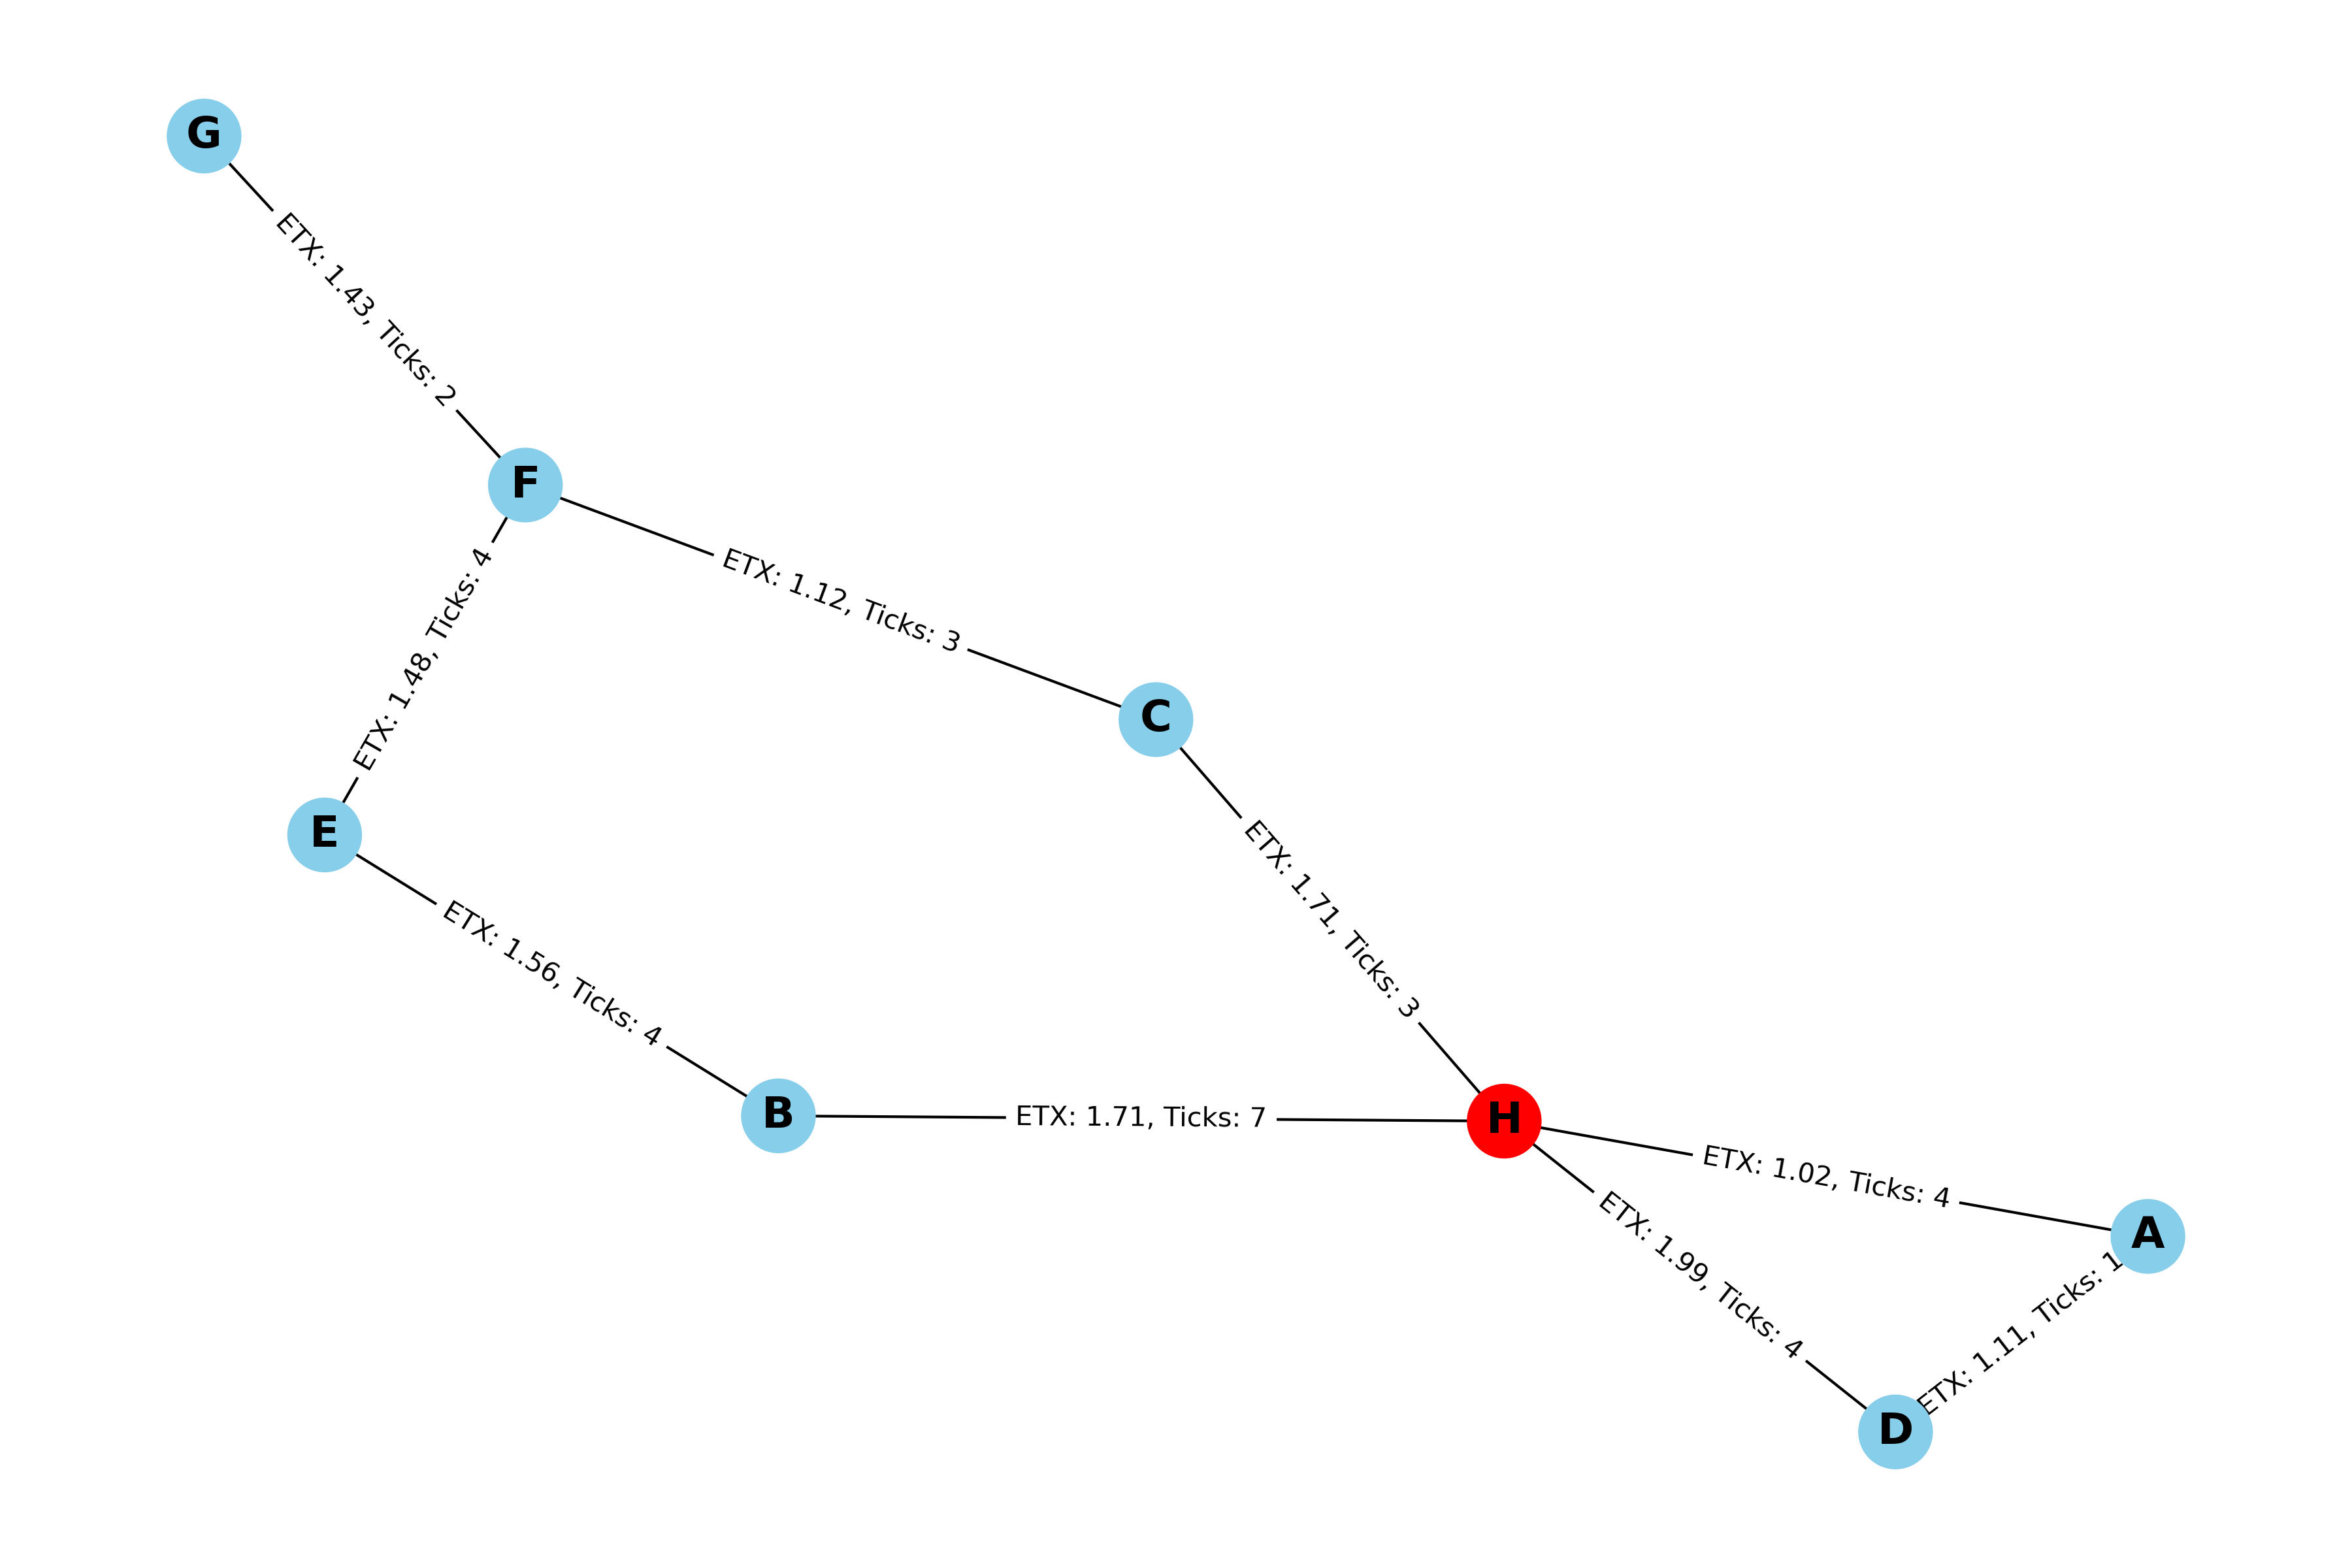 G
ETX: 1.43, Ticks: 2
F
ETX: 1.12, Ticks: 3
ETX: 1.48, Ticks: 4
C
E
ETX: 1.71, Ticks: 3
ETX: 1.56, Ticks: 4
B
ETX: 1.71, Ticks: 7
H
ETX: 1.02, Ticks: 4
A
ETX: 1.99, Ticks: 4
ETX: 1.11, Ticks: 1
D